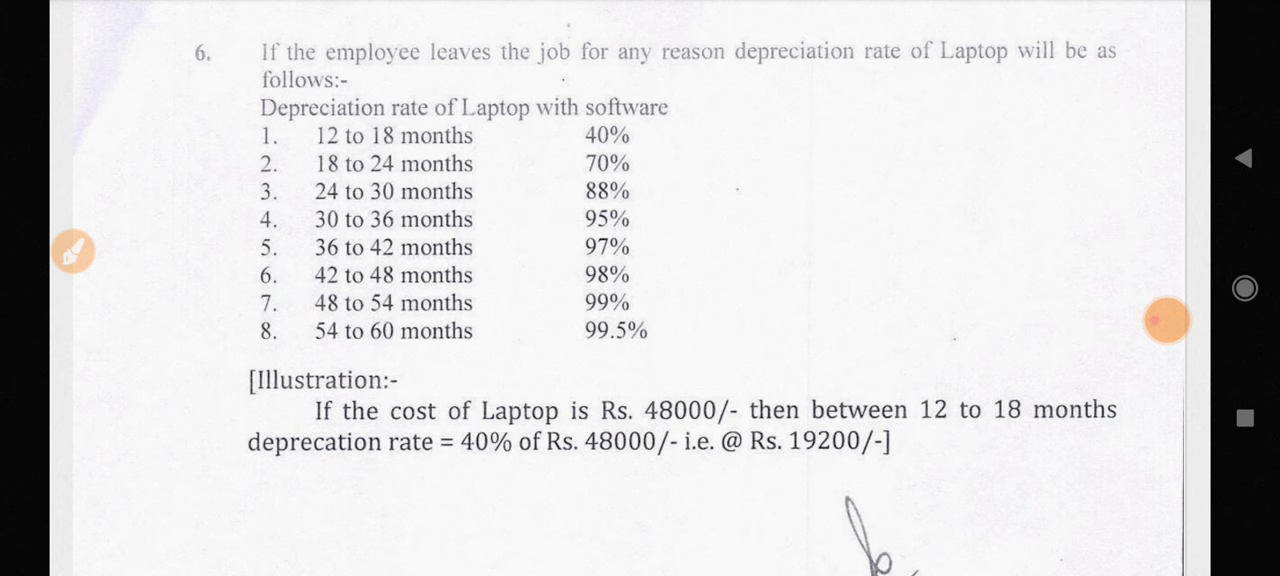 6. If the employee leaves the job for any reason depreciation rate of Laptop will be as
follows:-
Depreciation rate of Laptop with software
1. 12 to 18 months 40%
2. 18 to 24 months 70%
3. 24 to 30 months 88%
4. 30 to 36 months 95%
5. 36 to 42 months 97%
6. 42 to 48 months 98%
7. 48 to 54 months 99%
8. 54 to 60 months 99.5%
[Illustration:-
If the cost of Laptop is Rs. 48000/- then between 12 to 18 months
deprecation rate = 40% of Rs. 48000/- i.e. @ Rs. 19200/-]